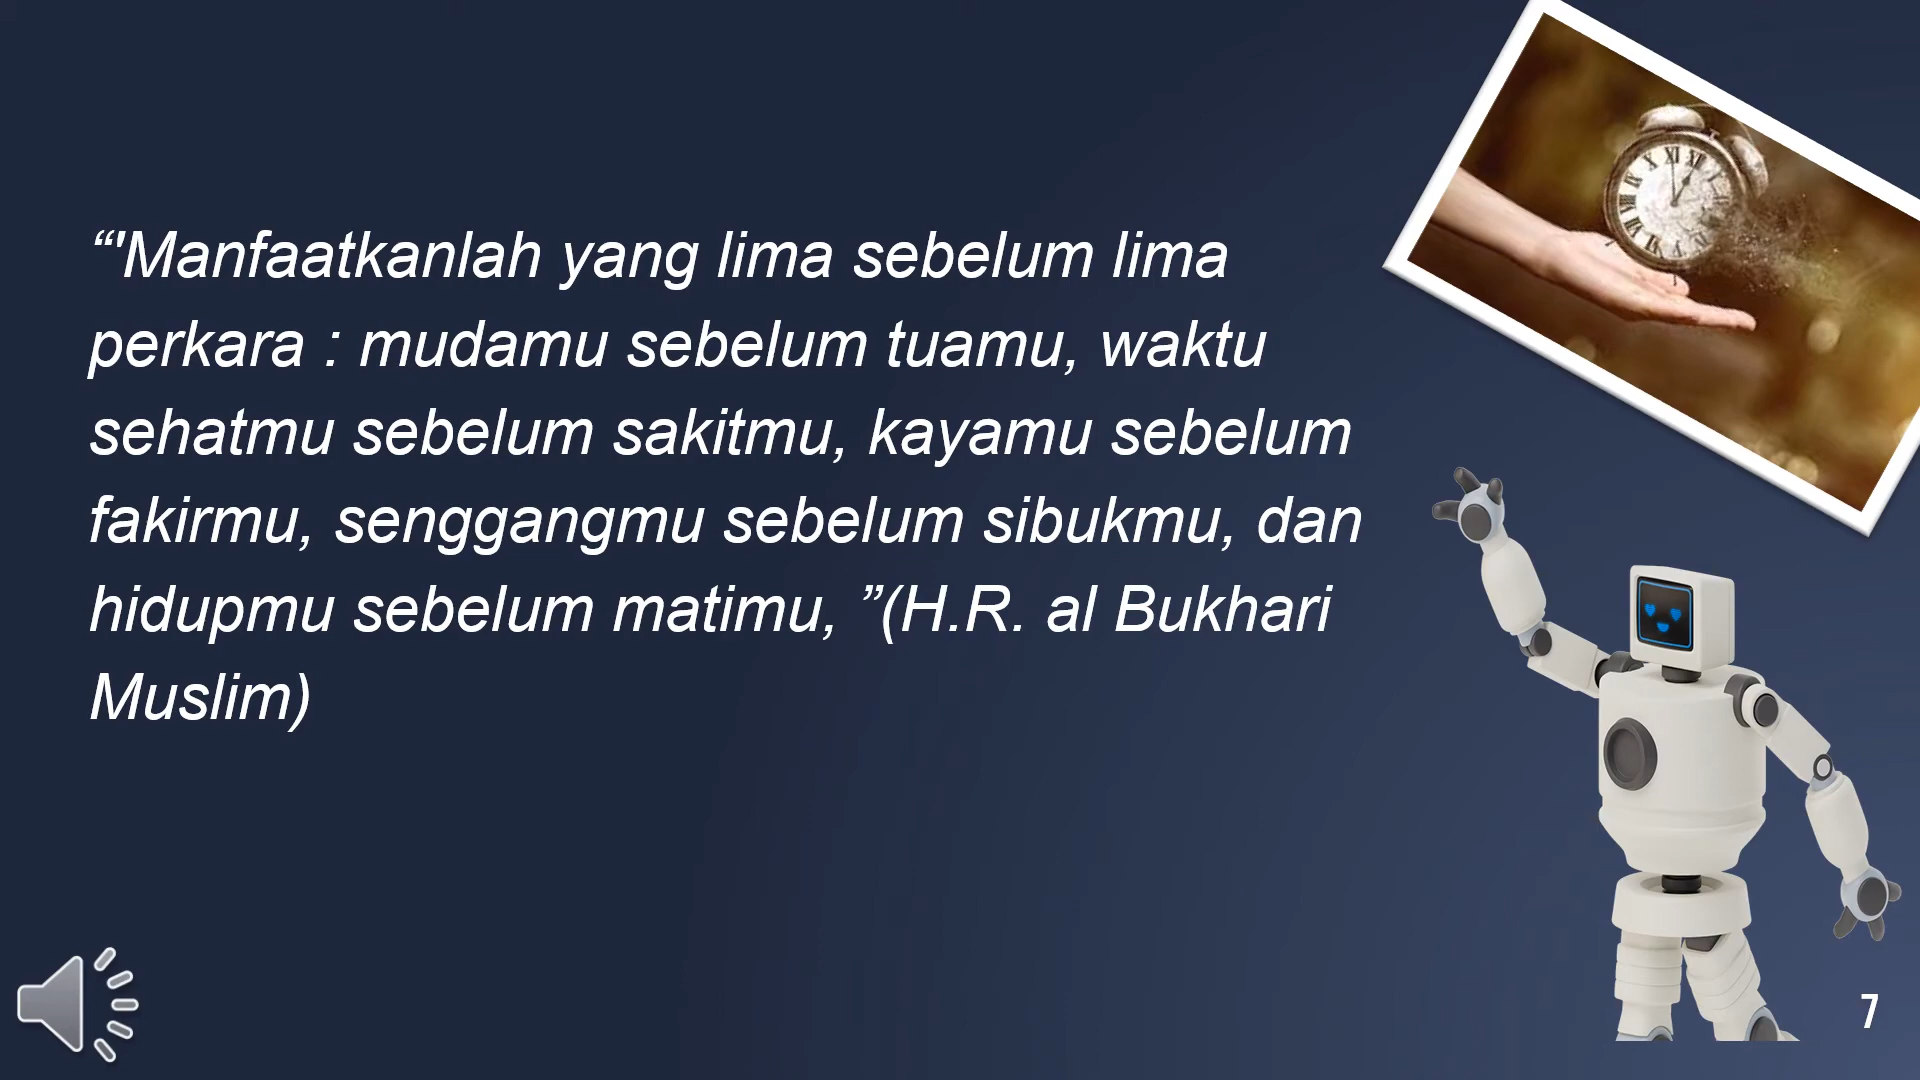 “'Manfaatkanlah yang lima sebelum lima
perkara : mudamu sebelum tuamu, waktu
sehatmu sebelum sakitmu, kayamu sebelum
fakirmu, senggangmu sebelum sibukmu, dan
hidupmu sebelum matimu, ”(H.R. al Bukhari
Muslim)
7